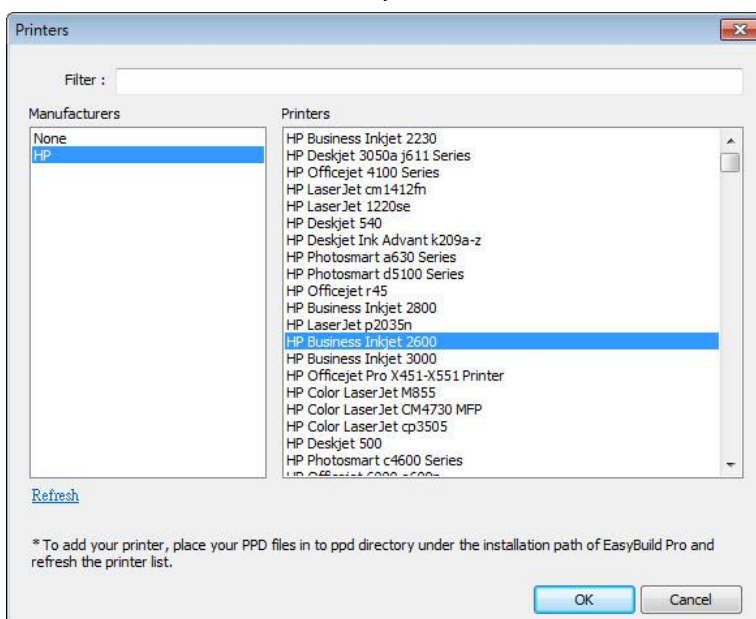 Printers
Filter :
Manufacturers
Printers
None
HP
HP Business Inkjet 2230
HP Deskjet 3050a j611 Series
HP Officejet 4100 Series
HP LaserJet cm1412fn
HP LaserJet 1220se
HP Deskjet 540
HP Deskjet Ink Advant k209a-z
HP Photosmart a630 Series
HP Photosmart d5100 Series
HP Officejet r45
HP Business Inkjet 2800
HP LaserJet p2035n
HP Business Inkjet 2600
HP Business Inkjet 3000
HP Officejet Pro X451-X551 Printer
HP Color LaserJet M855
HP Color LaserJet CM4730 MFP
HP Color LaserJet cp3505
HP Deskjet 500
HP Photosmart c4600 Series
Refresh
* To add your printer, place your PPD files in to ppd directory under the installation path of EasyBuild Pro and
refresh the printer list.
OK
Cancel